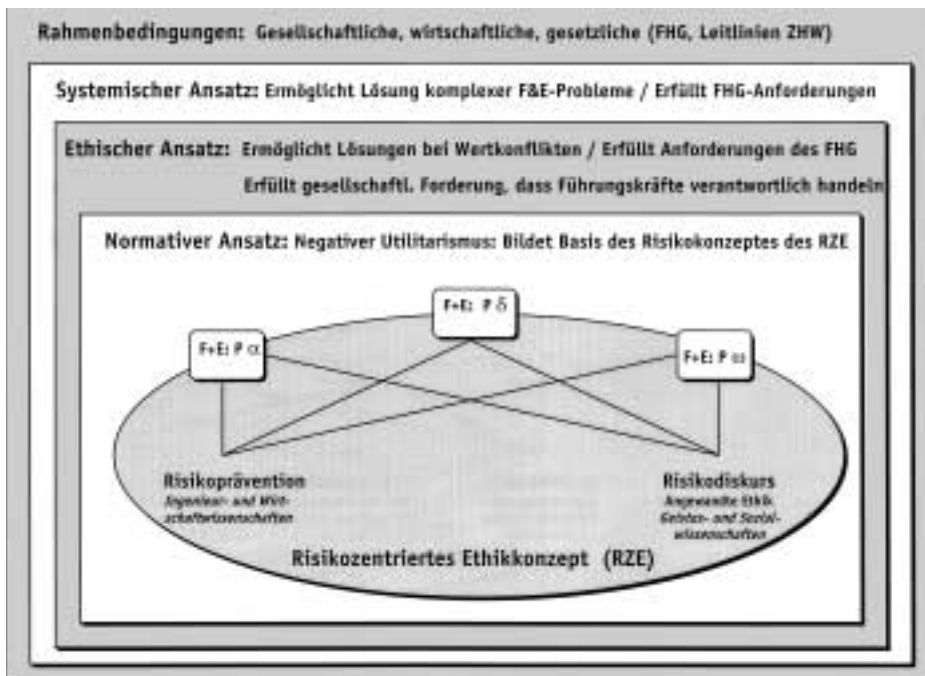 Rahmenbedingungen: Gesellschaftliche, wirtschaftliche, gesetzliche (FHG, Leitlinien ZHW)
Systemischer Ansatz: Ermöglicht Lösung komplexer F&E-Probleme / Erfüllt FHG-Anforderungen
Ethischer Ansatz: Ermöglicht Lösungen bei Wertkonflikten / Erfüllt Anforderungen des FHG
Erfüllt gesellschaftl. Forderung, dass Führungskräfte verantwortlich handeln
Normativer Ansatz: Negativer Utilitarismus: Bildet Basis des Risikokonzeptes des RZE
F+E: P δ
F+E: P α
F+E: P ω
Risikoprävention
Ingenieur- und Wirt-
schaftwissenschaften
Risikodiskurs
Angewandte Ethik
Geistes- und Sozial-
wissenschaften
Risikozentriertes Ethikkonzept (RZE)